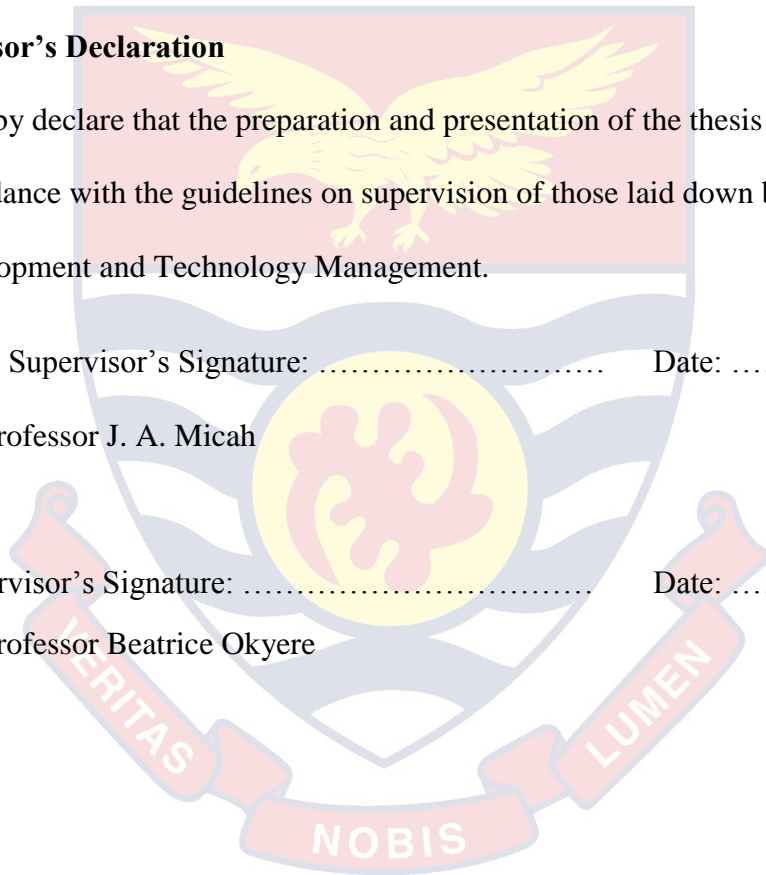 sor’s Declaration
by declare that the preparation and presentation of the thesis
dance with the guidelines on supervision of those laid down b
opment and Technology Management.
Supervisor’s Signature: ……………………… Date: ….
rofessor J. A. Micah
rvisor’s Signature: …………………………… Date: ….
rofessor Beatrice Okyere
VERITAS
NOBIS
LUMEN